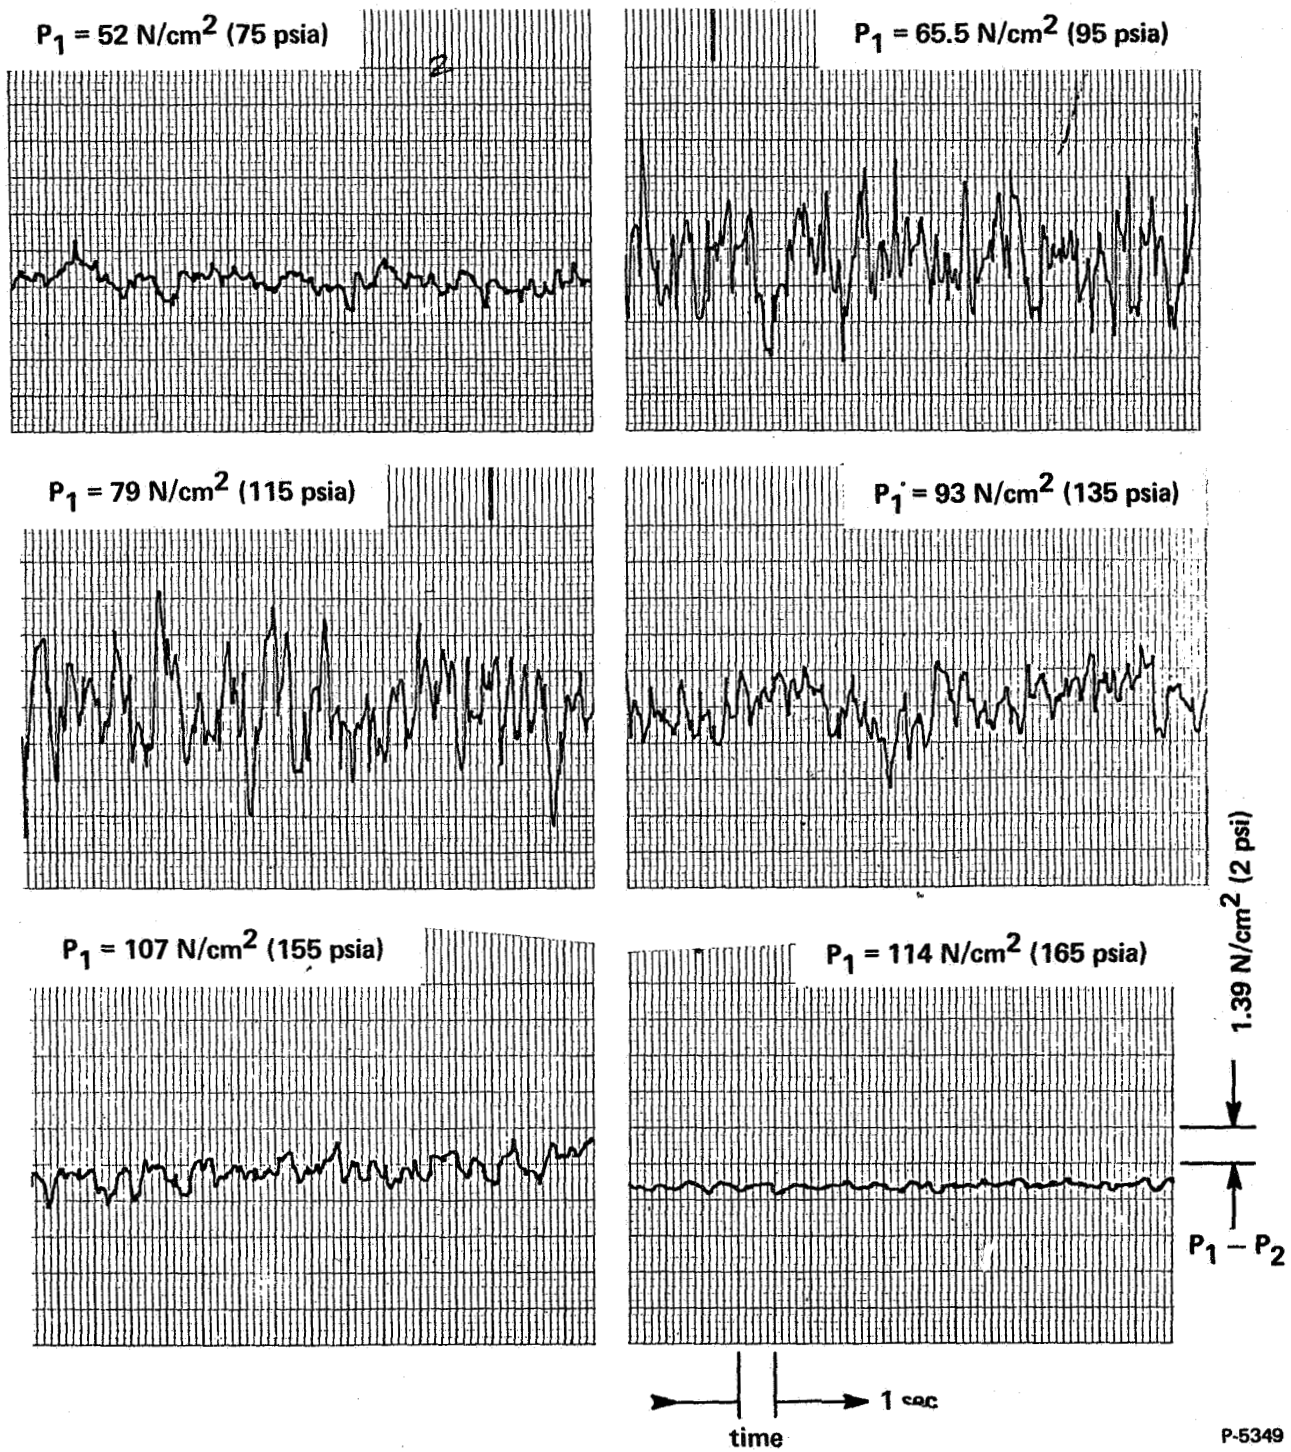 P1 = 52 N/cm2 (75 psia)
2
P1 = 65.5 N/cm2 (95 psia)
P1 = 79 N/cm2 (115 psia)
P1 = 93 N/cm2 (135 psia)
P1 = 107 N/cm2 (155 psia)
P1 = 114 N/cm2 (165 psia)
1.39 N/cm2 (2 psi)
P1 – P2
1 sec
time
P-5349